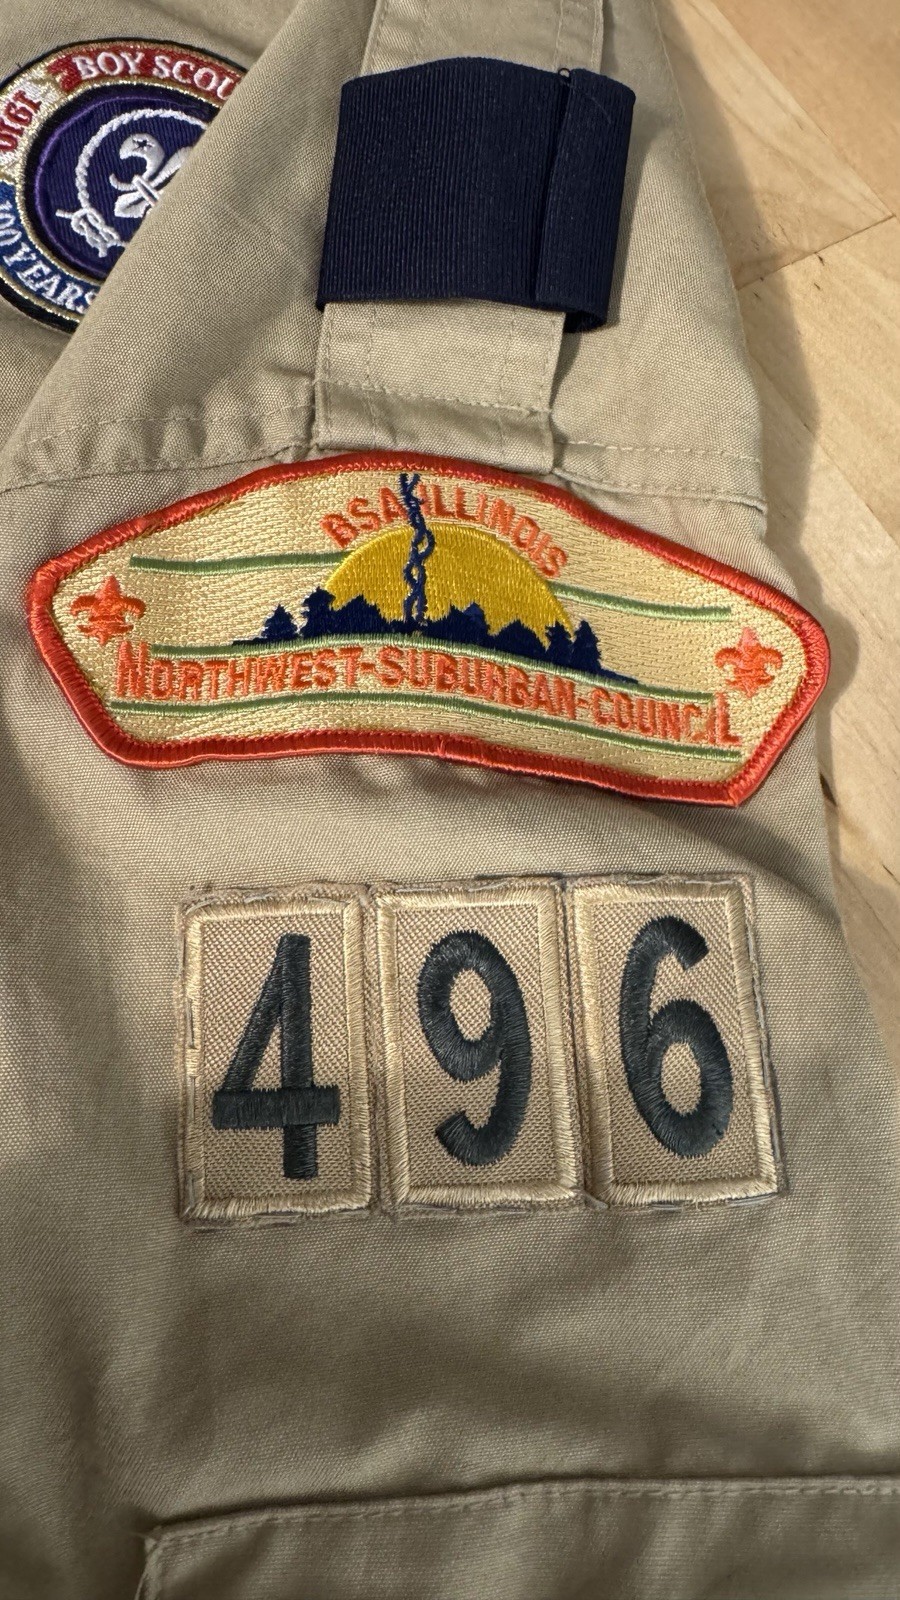 BOY SCOU
1910
100 YEARS
BSA ILLINOIS
NORTHWEST-SUBURBAN-COUNCIL
496